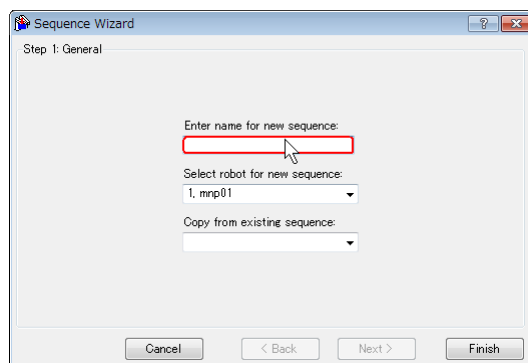 Sequence Wizard
Step 1: General
Enter name for new sequence:
Select robot for new sequence:
1, mnp01
Copy from existing sequence:
Cancel
< Back
Next >
Finish